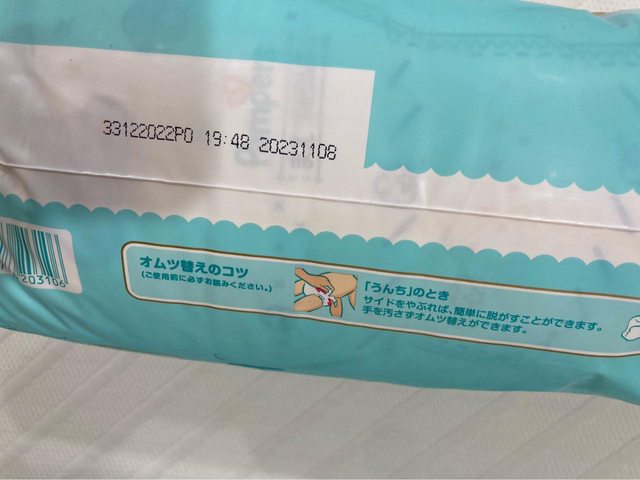 33122022P0 19:48 20231108
オムツ替えのコツ
(ご使用前に必ずお読みください。)
「うんち」のとき
サイドをやぶれば、簡単に脱がすことができます。
手を汚さずオムツ替えができます。
203106